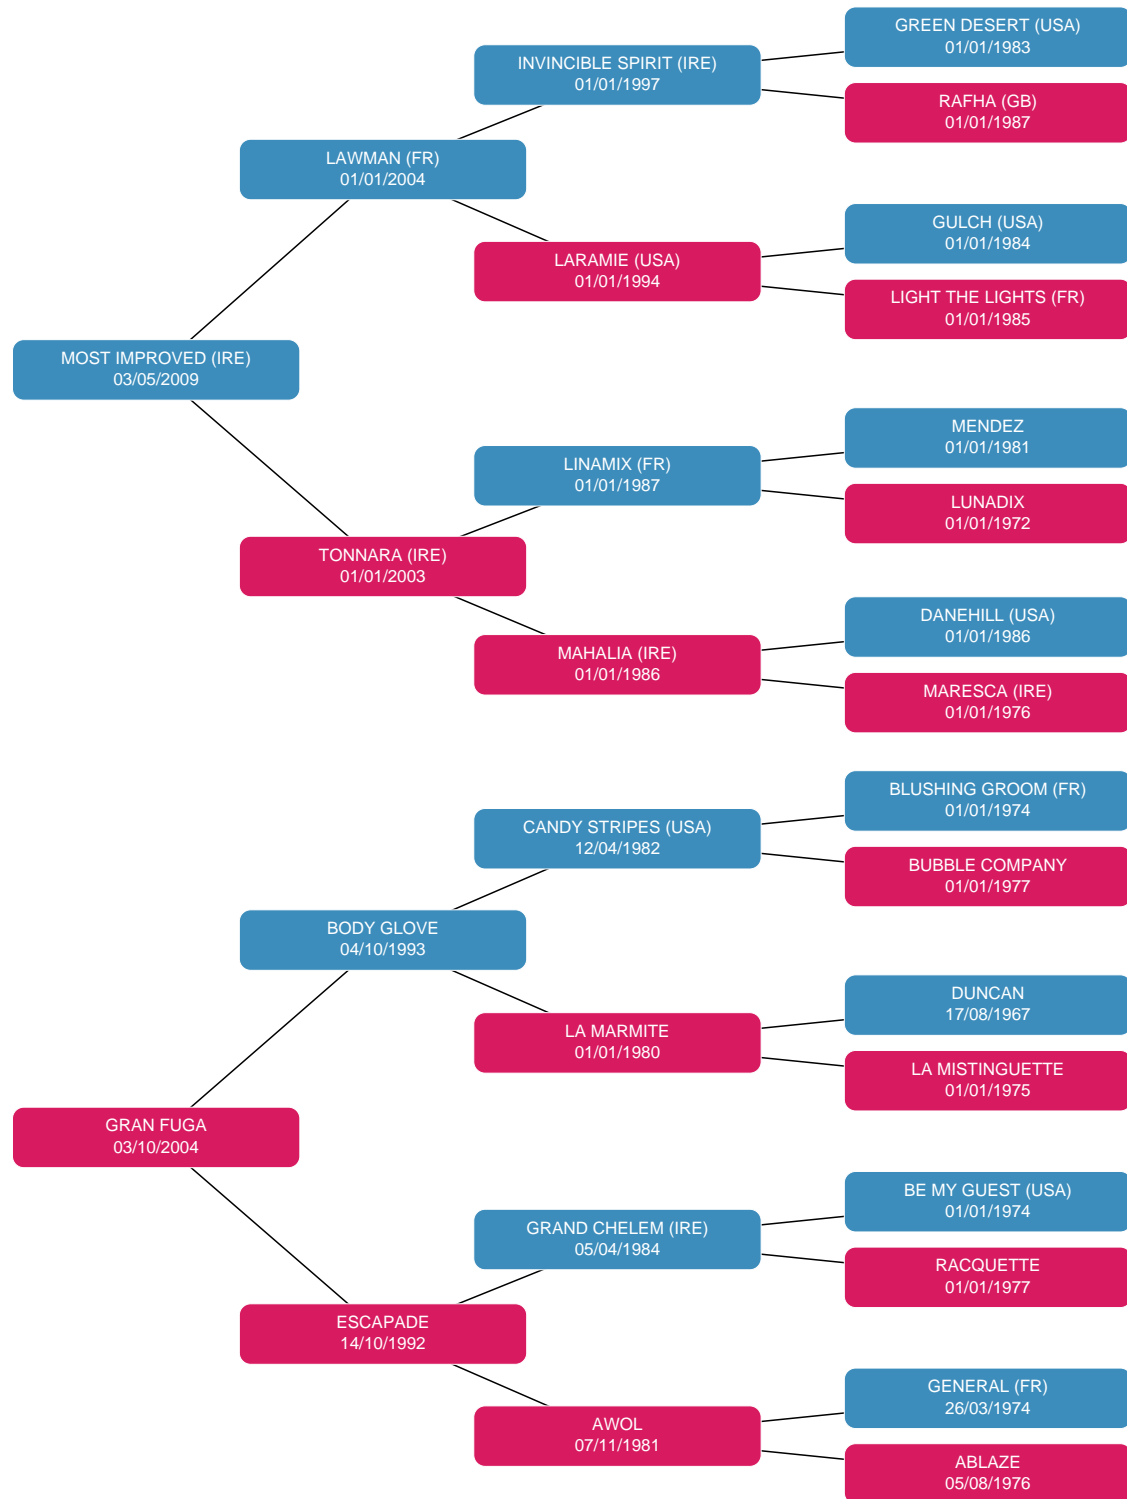 GREEN DESERT (USA)
01/01/1983
INVINCIBLE SPIRIT (IRE)
01/01/1997
RAFHA (GB)
01/01/1987
LAWMAN (FR)
01/01/2004
GULCH (USA)
01/01/1984
LARAMIE (USA)
01/01/1994
LIGHT THE LIGHTS (FR)
01/01/1985
MOST IMPROVED (IRE)
03/05/2009
MENDEZ
01/01/1981
LINAMIX (FR)
01/01/1987
LUNADIX
01/01/1972
TONNARA (IRE)
01/01/2003
DANEHILL (USA)
01/01/1986
MAHALIA (IRE)
01/01/1986
MARESCA (IRE)
01/01/1976
BLUSHING GROOM (FR)
01/01/1974
CANDY STRIPES (USA)
12/04/1982
BUBBLE COMPANY
01/01/1977
BODY GLOVE
04/10/1993
DUNCAN
17/08/1967
LA MARMITE
01/01/1980
LA MISTINGUETTE
01/01/1975
GRAN FUGA
03/10/2004
BE MY GUEST (USA)
01/01/1974
GRAND CHELEM (IRE)
05/04/1984
RACQUETTE
01/01/1977
ESCAPADE
14/10/1992
GENERAL (FR)
26/03/1974
AWOL
07/11/1981
ABLAZE
05/08/1976